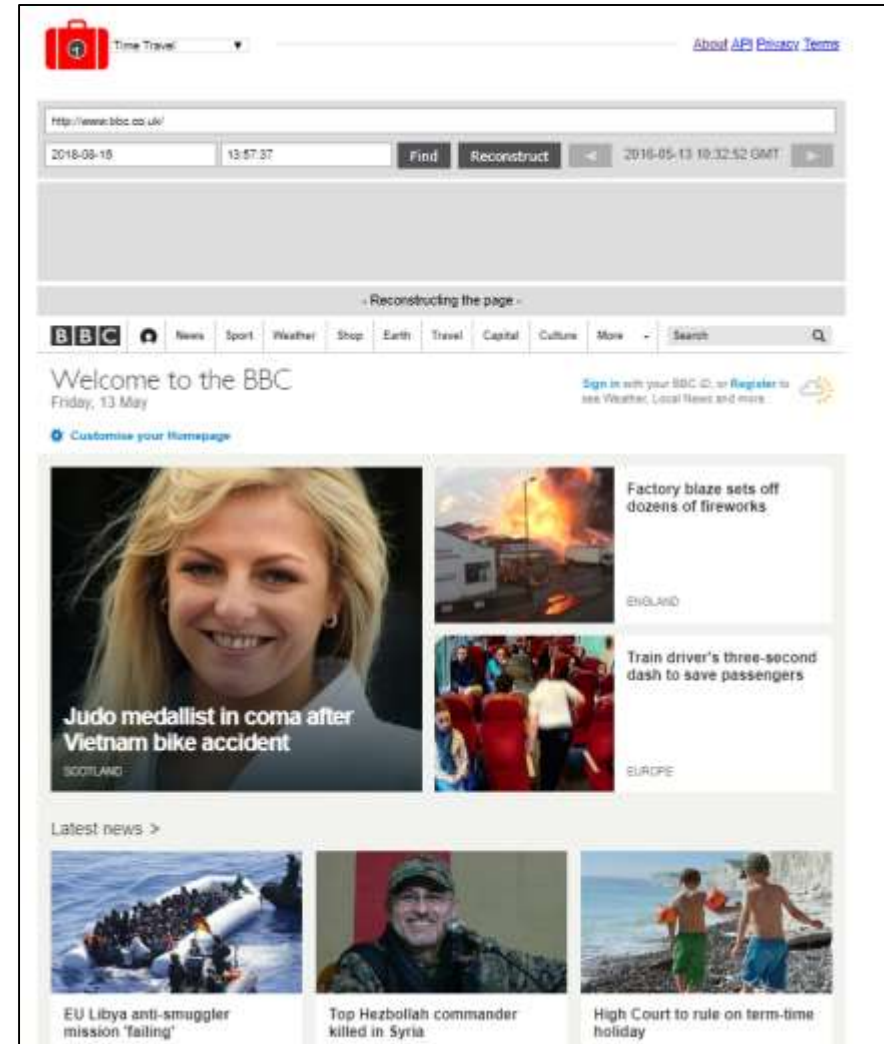 Time Travel
About API Privacy Terms
http://www.bbc.co.uk/
13:57:37 Find Reconstruct 2016-05-13 10:32:52 GMT
- Reconstructing the page -
BBC News Sport Weather Shop Earth Travel Capital Culture More Search
Welcome to the BBC
Friday, 13 May
Sign in with your BBC iD, or Register to
see Weather, Local News and more
Customise your Homepage
Judo medallist in coma after
Vietnam bike accident
SCOTLAND
Factory blaze sets off
dozens of fireworks
ENGLAND
Train driver's three-second
dash to save passengers
EUROPE
Latest news >
EU Libya anti-smuggler
mission 'failing'
Top Hezbollah commander
killed in Syria
High Court to rule on term-time
holiday